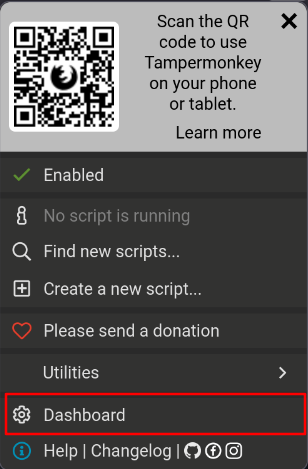 Scan the QR
code to use
Tampermonkey
on your phone
or tablet.
Learn more
Enabled
No script is running
Find new scripts...
Create a new script...
Please send a donation
Utilities
Dashboard
Help | Changelog |